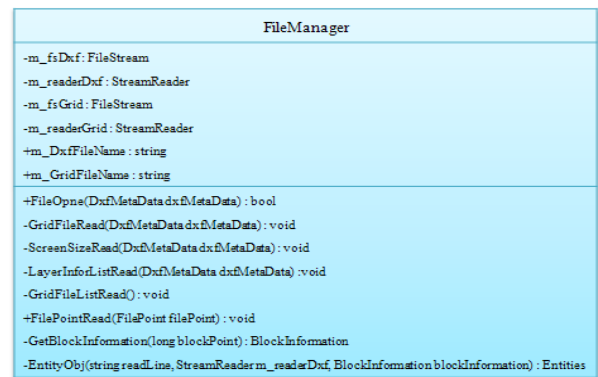 FileManager
-m_fsDxf: FileStream
-m_readerDxf : StreamReader
-m_fsGrid : FileStream
-m_readerGrid : StreamReader
+m_DxfFileName : string
+m_GridFileName : string
+FileOpne(DxfMetaData dxfMetaData) : bool
-GridFileRead(DxfMetaData dxfMetaData) : void
-ScreenSizeRead(DxfMetaData dxfMetaData) : void
-LayerInforListRead(DxfMetaData dxfMetaData) :void
-GridFileListRead() : void
+FilePointRead(FilePoint filePoint) : void
-GetBlockInformation(long blockPoint) : BlockInformation
-EntityObj(string readLine, StreamReader m_readerDxf, BlockInformation blockInformation) : Entities